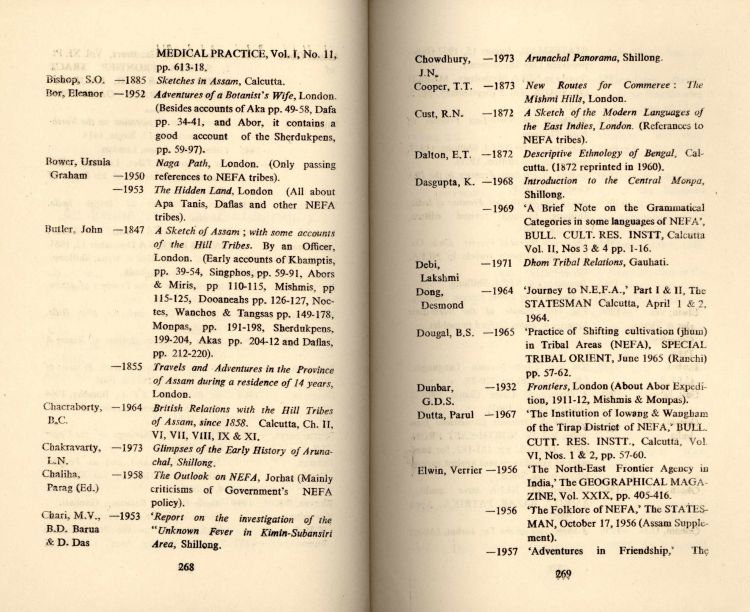 MEDICAL PRACTICE, Vol. I, No. 11,
pp. 613-18.
Bishop, S.O. —1885 Sketches in Assam, Calcutta.
Bor, Eleanor —1952 Adventures of a Botanist's Wife, London.
(Besides accounts of Aka pp. 49-58, Dafa
pp. 34-41, and Abor, it contains a
good account of the Sherdukpens,
pp. 59-97).
Bower, Ursula Naga Path, London. (Only passing
Graham —1950 references to NEFA tribes).
—1953 The Hidden Land, London (All about
Apa Tanis, Daflas and other NEFA
tribes).
Butler, John —1847 A Sketch of Assam ; with some accounts
of the Hill Tribes. By an Officer,
London. (Early accounts of Khamptis,
pp. 39-54, Singphos, pp. 59-91, Abors
& Miris, pp 110-115, Mishmis, pp
115-125, Dooaneahs pp. 126-127, Noc-
tes, Wanchos & Tangsas pp. 149-178,
Monpas, pp. 191-198, Sherdukpens,
199-204, Akas pp. 204-12 and Daflas,
pp. 212-220).
—1855 Travels and Adventures in the Province
of Assam during a residence of 14 years,
London.
Chacraborty, —1964 British Relations with the Hill Tribes
B.C. of Assam, since 1858. Calcutta, Ch. II,
VI, VII, VIII, IX & XI.
Chakravarty, —1973 Glimpses of the Early History of Aruna-
L.N. chal, Shillong.
Chaliha, —1958 The Outlook on NEFA, Jorhat (Mainly
Parag (Ed.) criticisms of Government's NEFA
policy).
Chari, M.V., —1953 'Report on the investigation of the
B.D. Barua "Unknown Fever in Kimin-Subansiri
& D. Das Area, Shillong.
268
Chowdhury, —1973 Arunachal Panorama, Shillong.
J.N.
Cooper, T.T. —1873 New Routes for Commeree : The
Mishmi Hills, London.
Cust, R.N. —1872 A Sketch of the Modern Languages of
the East Indies, London. (Referances to
NEFA tribes).
Dalton, E.T. —1872 Descriptive Ethnology of Bengal, Cal-
cutta. (1872 reprinted in 1960).
Dasgupta, K. —1968 Introduction to the Central Monpa,
Shillong.
—1969 'A Brief Note on the Grammatical
Categories in some languages of NEFA',
BULL. CULT. RES. INSTT, Calcutta
Vol. II, Nos 3 & 4 pp. 1-16.
Debi, —1971 Dhom Tribal Relations, Gauhati.
Lakshmi
Dong, —1964 'Journey to N.E.F.A.,' Part I & II, The
Desmond STATESMAN Calcutta, April 1 & 2,
1964.
Dougal, B.S. —1965 'Practice of Shifting cultivation (jhum)
in Tribal Areas (NEFA), SPECIAL
TRIBAL ORIENT, June 1965 (Ranchi)
pp. 57-62.
Dunbar, —1932 Frontiers, London (About Abor Expedi-
G.D.S. tion, 1911-12, Mishmis & Monpas).
Dutta, Parul —1967 'The Institution of Iowang & Wangham
of the Tirap District of NEFA,' BULL.
CUTT. RES. INSTT., Calcutta, Vol.
VI, Nos. 1 & 2, pp. 57-60.
Elwin, Verrier —1956 'The North-East Frontier Agency in
India,' The GEOGRAPHICAL MAGA-
ZINE, Vol. XXIX, pp. 405-416.
—1956 'The Folklore of NEFA,' The STATES-
MAN, October 17, 1956 (Assam Supple-
ment).
—1957 'Adventures in Friendship,' The
269